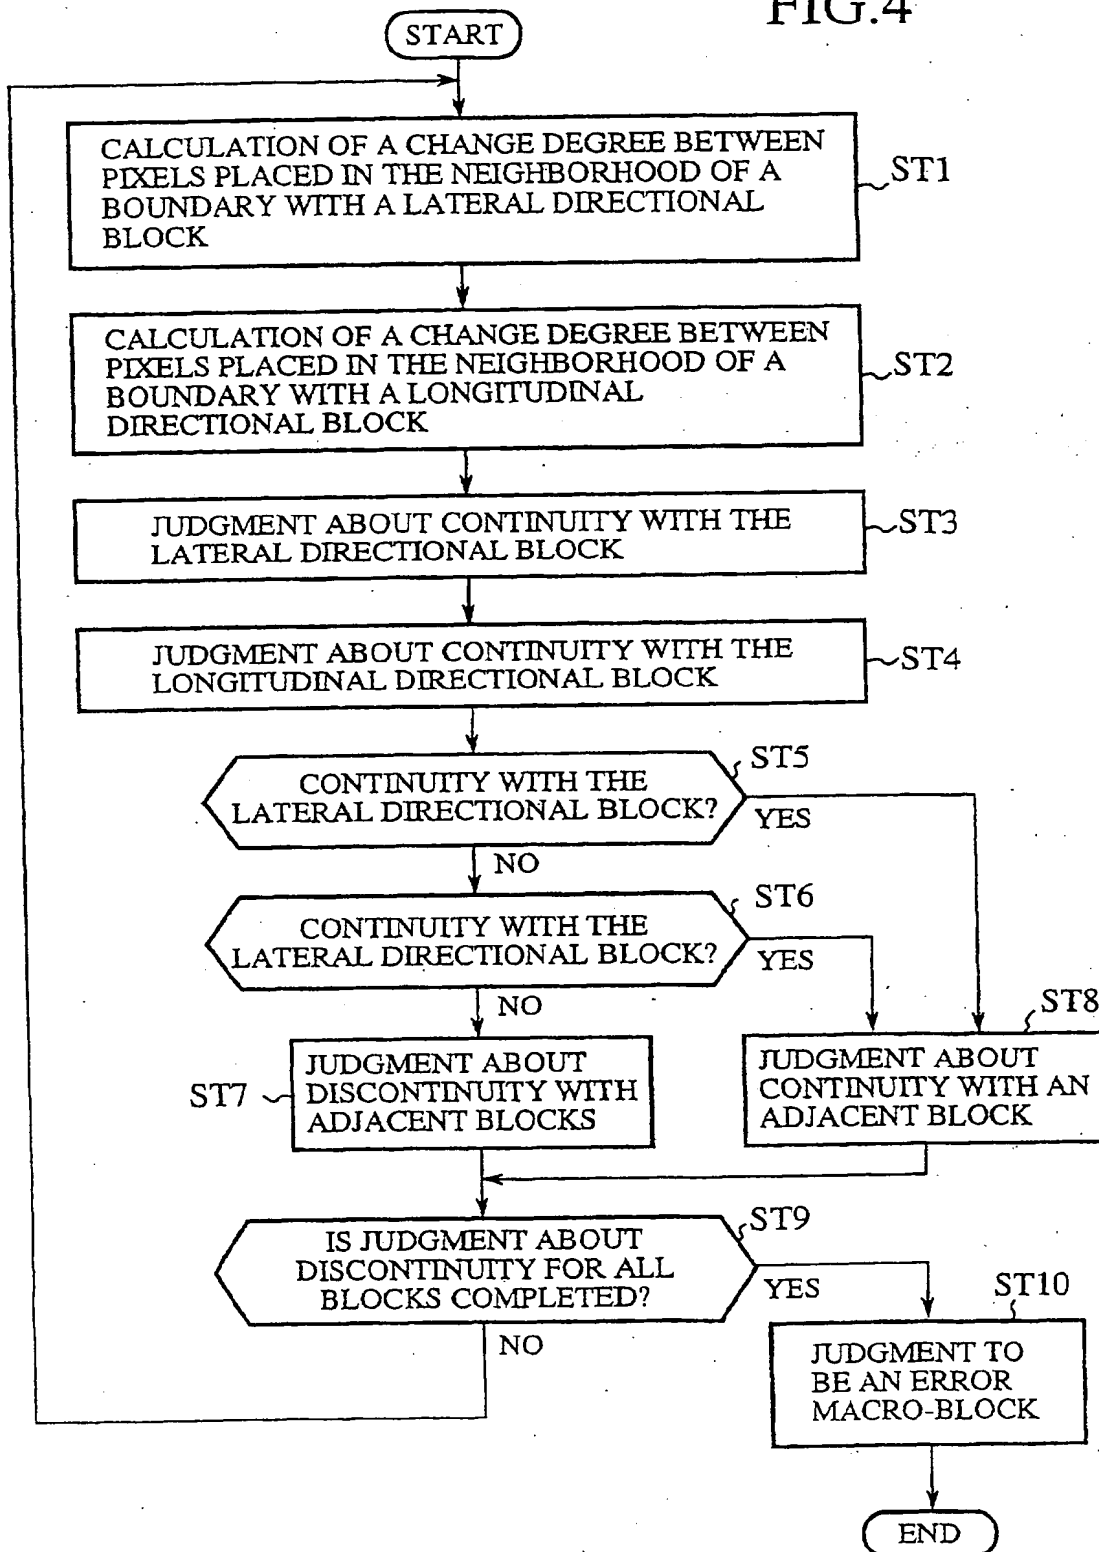 FIG.4
START
CALCULATION OF A CHANGE DEGREE BETWEEN
PIXELS PLACED IN THE NEIGHBORHOOD OF A
BOUNDARY WITH A LATERAL DIRECTIONAL
BLOCK
ST1
CALCULATION OF A CHANGE DEGREE BETWEEN
PIXELS PLACED IN THE NEIGHBORHOOD OF A
BOUNDARY WITH A LONGITUDINAL
DIRECTIONAL BLOCK
ST2
JUDGMENT ABOUT CONTINUITY WITH THE
LATERAL DIRECTIONAL BLOCK
ST3
JUDGMENT ABOUT CONTINUITY WITH THE
LONGITUDINAL DIRECTIONAL BLOCK
ST4
CONTINUITY WITH THE
LATERAL DIRECTIONAL BLOCK?
ST5
YES
NO
CONTINUITY WITH THE
LATERAL DIRECTIONAL BLOCK?
ST6
YES
NO
ST7
JUDGMENT ABOUT
DISCONTINUITY WITH
ADJACENT BLOCKS
ST8
JUDGMENT ABOUT
CONTINUITY WITH AN
ADJACENT BLOCK
IS JUDGMENT ABOUT
DISCONTINUITY FOR ALL
BLOCKS COMPLETED?
ST9
YES
NO
ST10
JUDGMENT TO
BE AN ERROR
MACRO-BLOCK
END